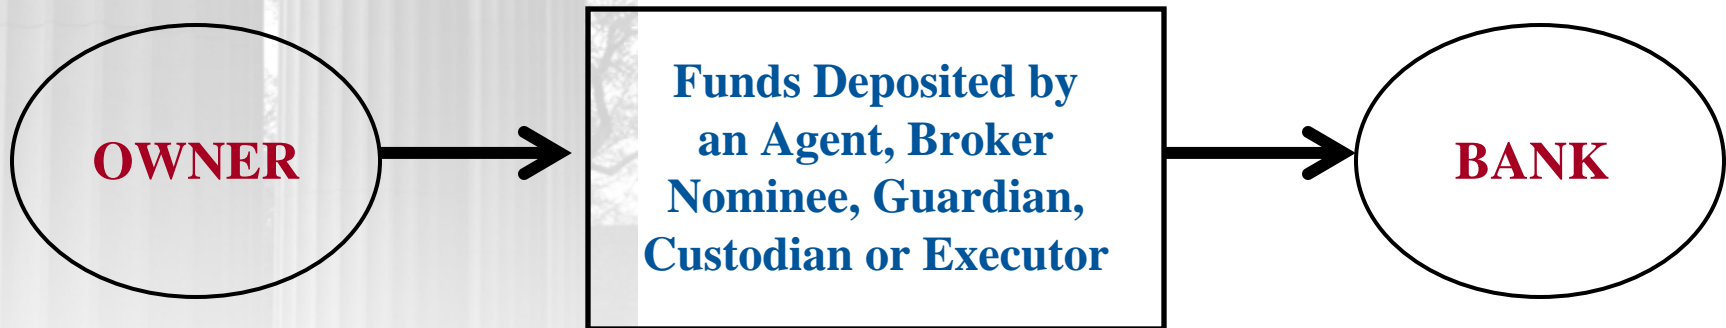 OWNER
Funds Deposited by
an Agent, Broker
Nominee, Guardian,
Custodian or Executor
BANK